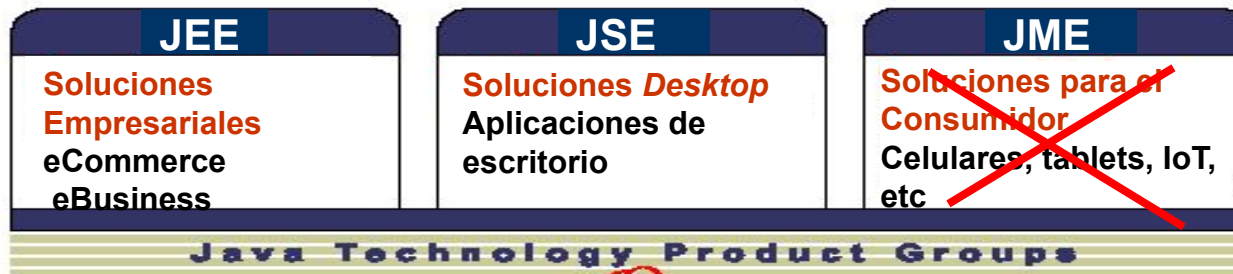 JEE
Soluciones
Empresariales
eCommerce
eBusiness
JSE
Soluciones Desktop
Aplicaciones de
escritorio
JME
Soluciones para el
Consumidor
Celulares, tablets, IoT,
etc
Java Technology Product Groups